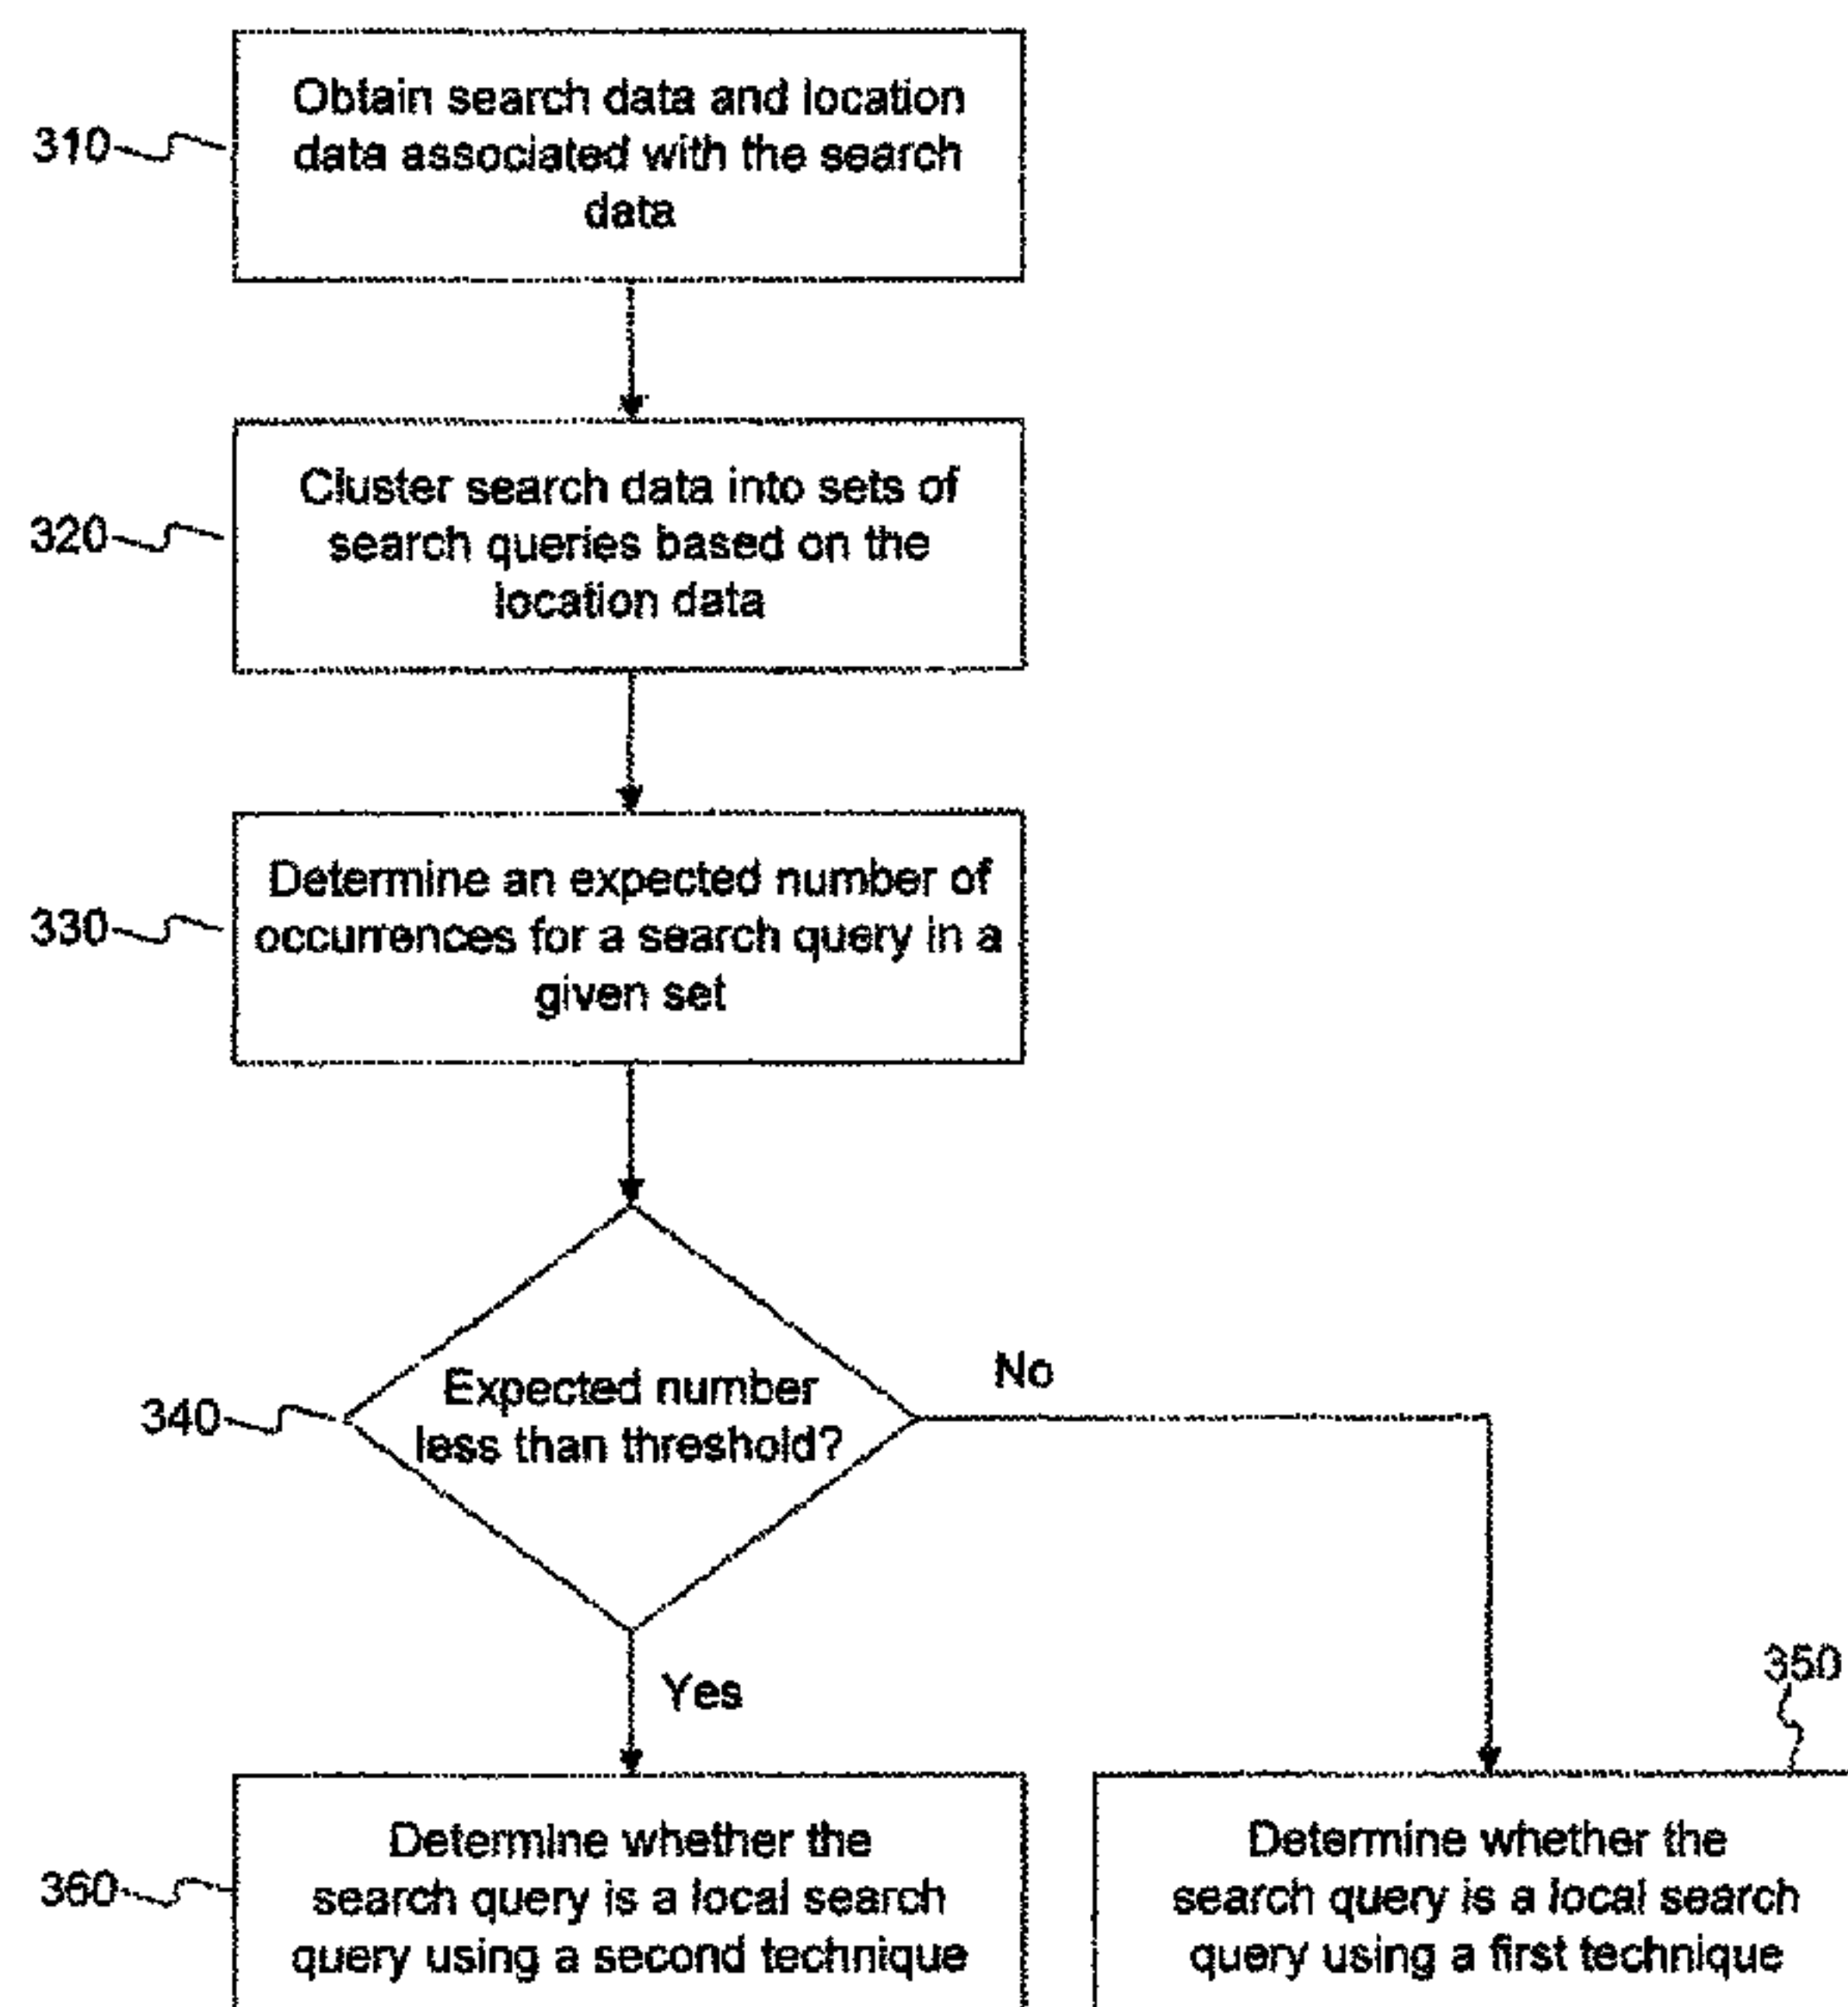 310
Obtain search data and location
data associated with the search
data
320
Cluster search data into sets of
search queries based on the
location data
330
Determine an expected number of
occurrences for a search query in a
given set
340
Expected number
less than threshold?
No
Yes
350
360
Determine whether the
search query is a local search
query using a second technique
Determine whether the
search query is a local search
query using a first technique